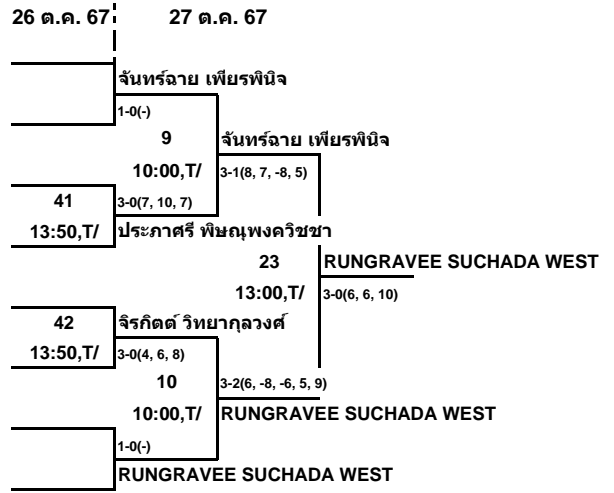 26 ต.ค. 67 27 ต.ค. 67
จันทร์ฉาย เพียรพินิจ
1-0(-)
9 จันทร์ฉาย เพียรพินิจ
10:00,T/ 3-1(8, 7, -8, 5)
41 3-0(7, 10, 7)
13:50,T/ ประภาศรี พิษณุพงควิชชา
23 RUNGRAVEE SUCHADA WEST
13:00,T/ 3-0(6, 6, 10)
42 จิรกิตต์ วิทยากุลวงศ์
13:50,T/ 3-0(4, 6, 8)
10 3-2(6, -8, -6, 5, 9)
10:00,T/ RUNGRAVEE SUCHADA WEST
1-0(-)
RUNGRAVEE SUCHADA WEST